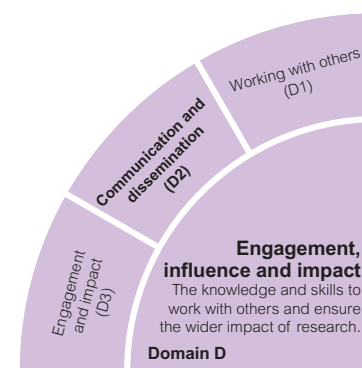 Working with others
(D1)
Communication and
dissemination
(D2)
Engagement
and impact
(D3)
Engagement,
influence and impact
The knowledge and skills to
work with others and ensure
the wider impact of research.
Domain D